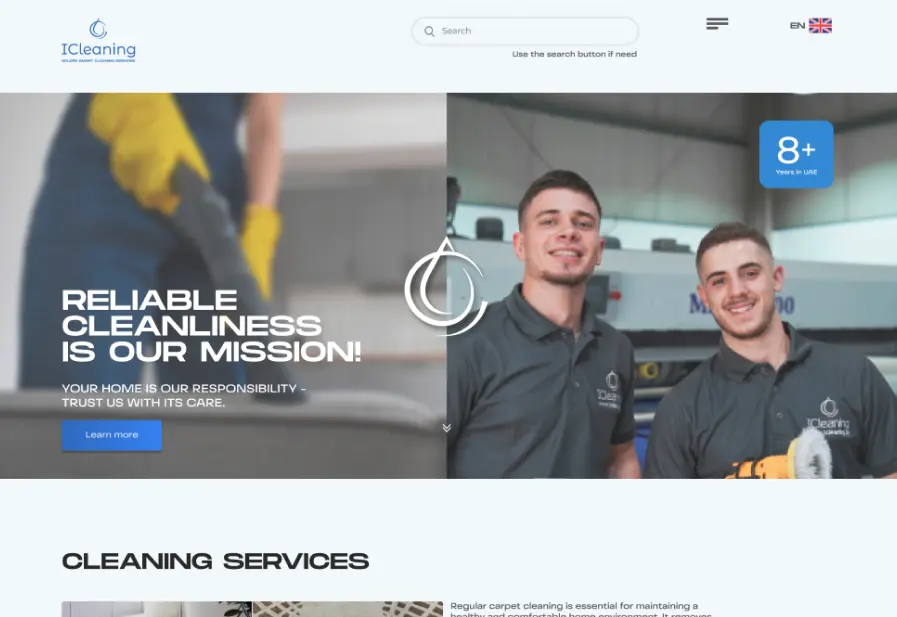 ICleaning
Search
EN
Use the search button if need
8+
Years in UAE
RELIABLE
CLEANLINESS
IS OUR MISSION!
YOUR HOME IS OUR RESPONSIBILITY –
TRUST US WITH ITS CARE.
Learn more
ICleaning
ICleaning
CLEANING SERVICES
Regular carpet cleaning is essential for maintaining a
healthy and comfortable home environment. It removes